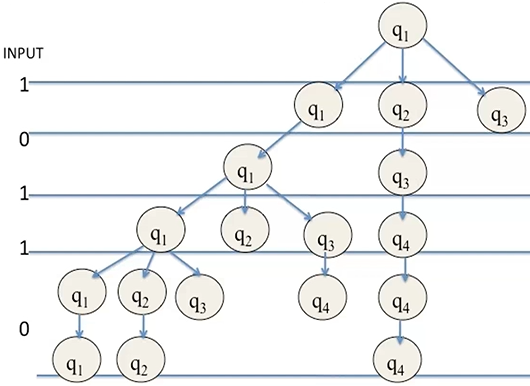 q₁
INPUT
1
q₁ q₂ q₃
0
q₁ q₃
1
q₁ q₂ q₃ q₄
1
q₁ q₂ q₃ q₄ q₄
0
q₁ q₂ q₄